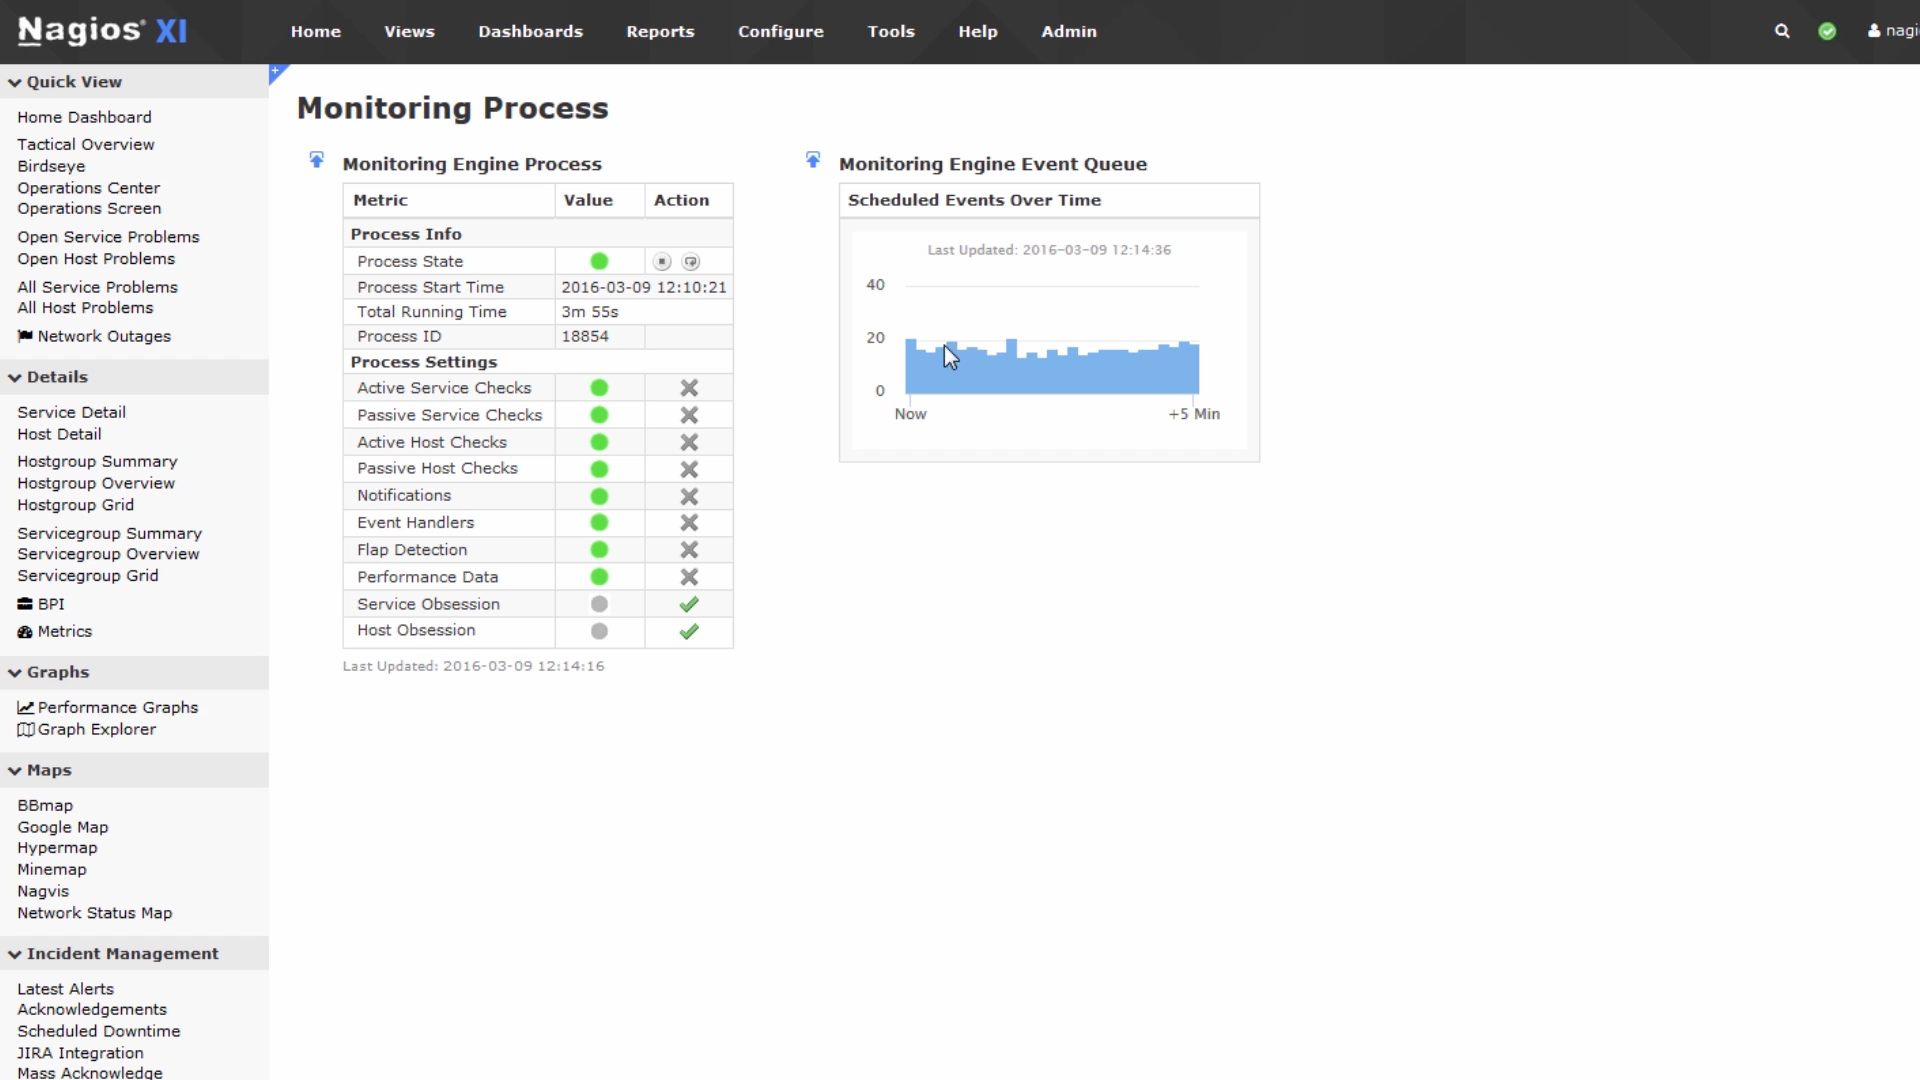 Nagios® XI
Home Views Dashboards Reports Configure Tools Help Admin
Quick View
Home Dashboard
Tactical Overview
Birdseye
Operations Center
Operations Screen
Open Service Problems
Open Host Problems
All Service Problems
All Host Problems
Network Outages
Details
Service Detail
Host Detail
Hostgroup Summary
Hostgroup Overview
Hostgroup Grid
Servicegroup Summary
Servicegroup Overview
Servicegroup Grid
BPI
Metrics
Graphs
Performance Graphs
Graph Explorer
Maps
BBmap
Google Map
Hypermap
Minemap
Nagvis
Network Status Map
Incident Management
Latest Alerts
Acknowledgements
Scheduled Downtime
JIRA Integration
Mass Acknowledge
Monitoring Process
Monitoring Engine Process
Metric Value Action
Process Info
Process State
Process Start Time 2016-03-09 12:10:21
Total Running Time 3m 55s
Process ID 18854
Process Settings
Active Service Checks
Passive Service Checks
Active Host Checks
Passive Host Checks
Notifications
Event Handlers
Flap Detection
Performance Data
Service Obsession
Host Obsession
Last Updated: 2016-03-09 12:14:16
Monitoring Engine Event Queue
Scheduled Events Over Time
Last Updated: 2016-03-09 12:14:36
40
20
0
Now +5 Min